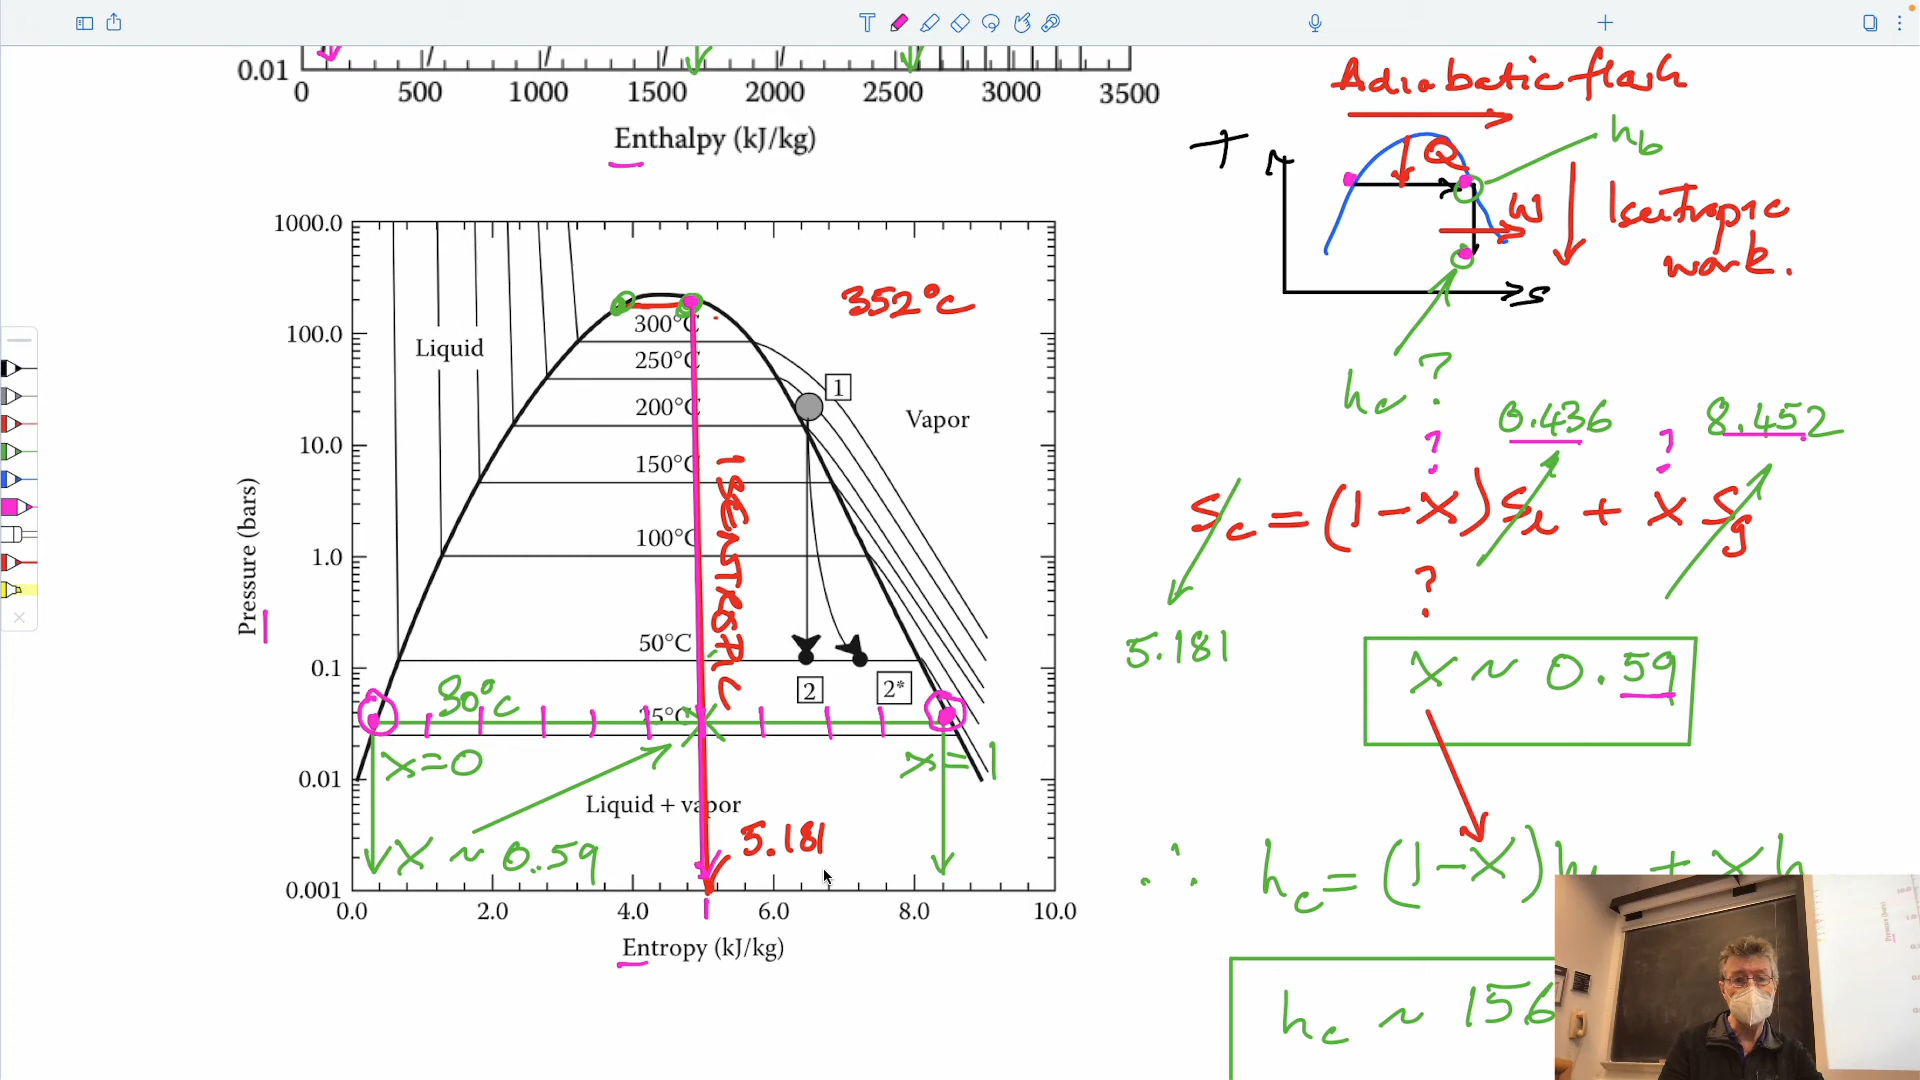 0.01
0 500 1000 1500 2000 2500 3000 3500
Enthalpy (kJ/kg)
Adiabatic flash
T
Q
h_b
W
Isentropic
work.
s
h_c ?
1000.0
100.0
10.0
1.0
0.1
0.01
0.001
Pressure (bars)
352°C
Liquid
300°C
250°C
200°C
150°C
100°C
50°C
1
Vapor
ISENTROPIC
2
2*
30°C
x=0
x=1
Liquid + vapor
x ~ 0.59
5.181
0.0 2.0 4.0 6.0 8.0 10.0
Entropy (kJ/kg)
? 0.436 ? 8.452
s_c = (1-x)s_l + x s_g
?
5.181
x ~ 0.59
∴ h_c = (1-x)h + x h
h_c ~ 156